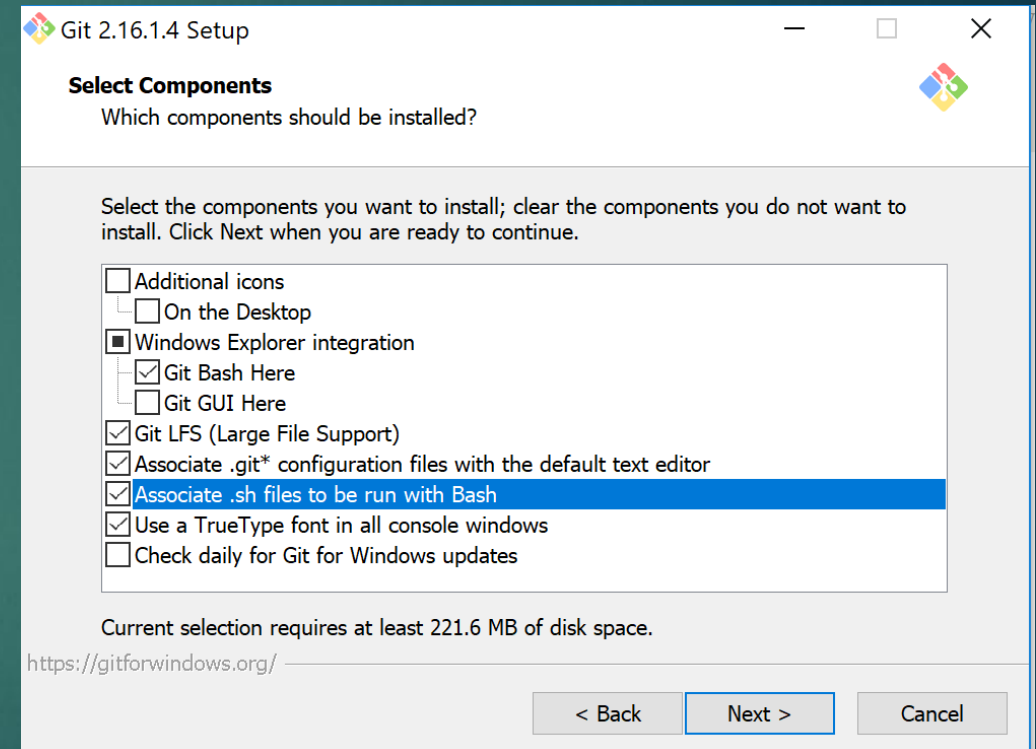 Git 2.16.1.4 Setup
Select Components
Which components should be installed?
Select the components you want to install; clear the components you do not want to
install. Click Next when you are ready to continue.
Additional icons
On the Desktop
Windows Explorer integration
Git Bash Here
Git GUI Here
Git LFS (Large File Support)
Associate .git* configuration files with the default text editor
Associate .sh files to be run with Bash
Use a TrueType font in all console windows
Check daily for Git for Windows updates
Current selection requires at least 221.6 MB of disk space.
https://gitforwindows.org/
< Back Next > Cancel